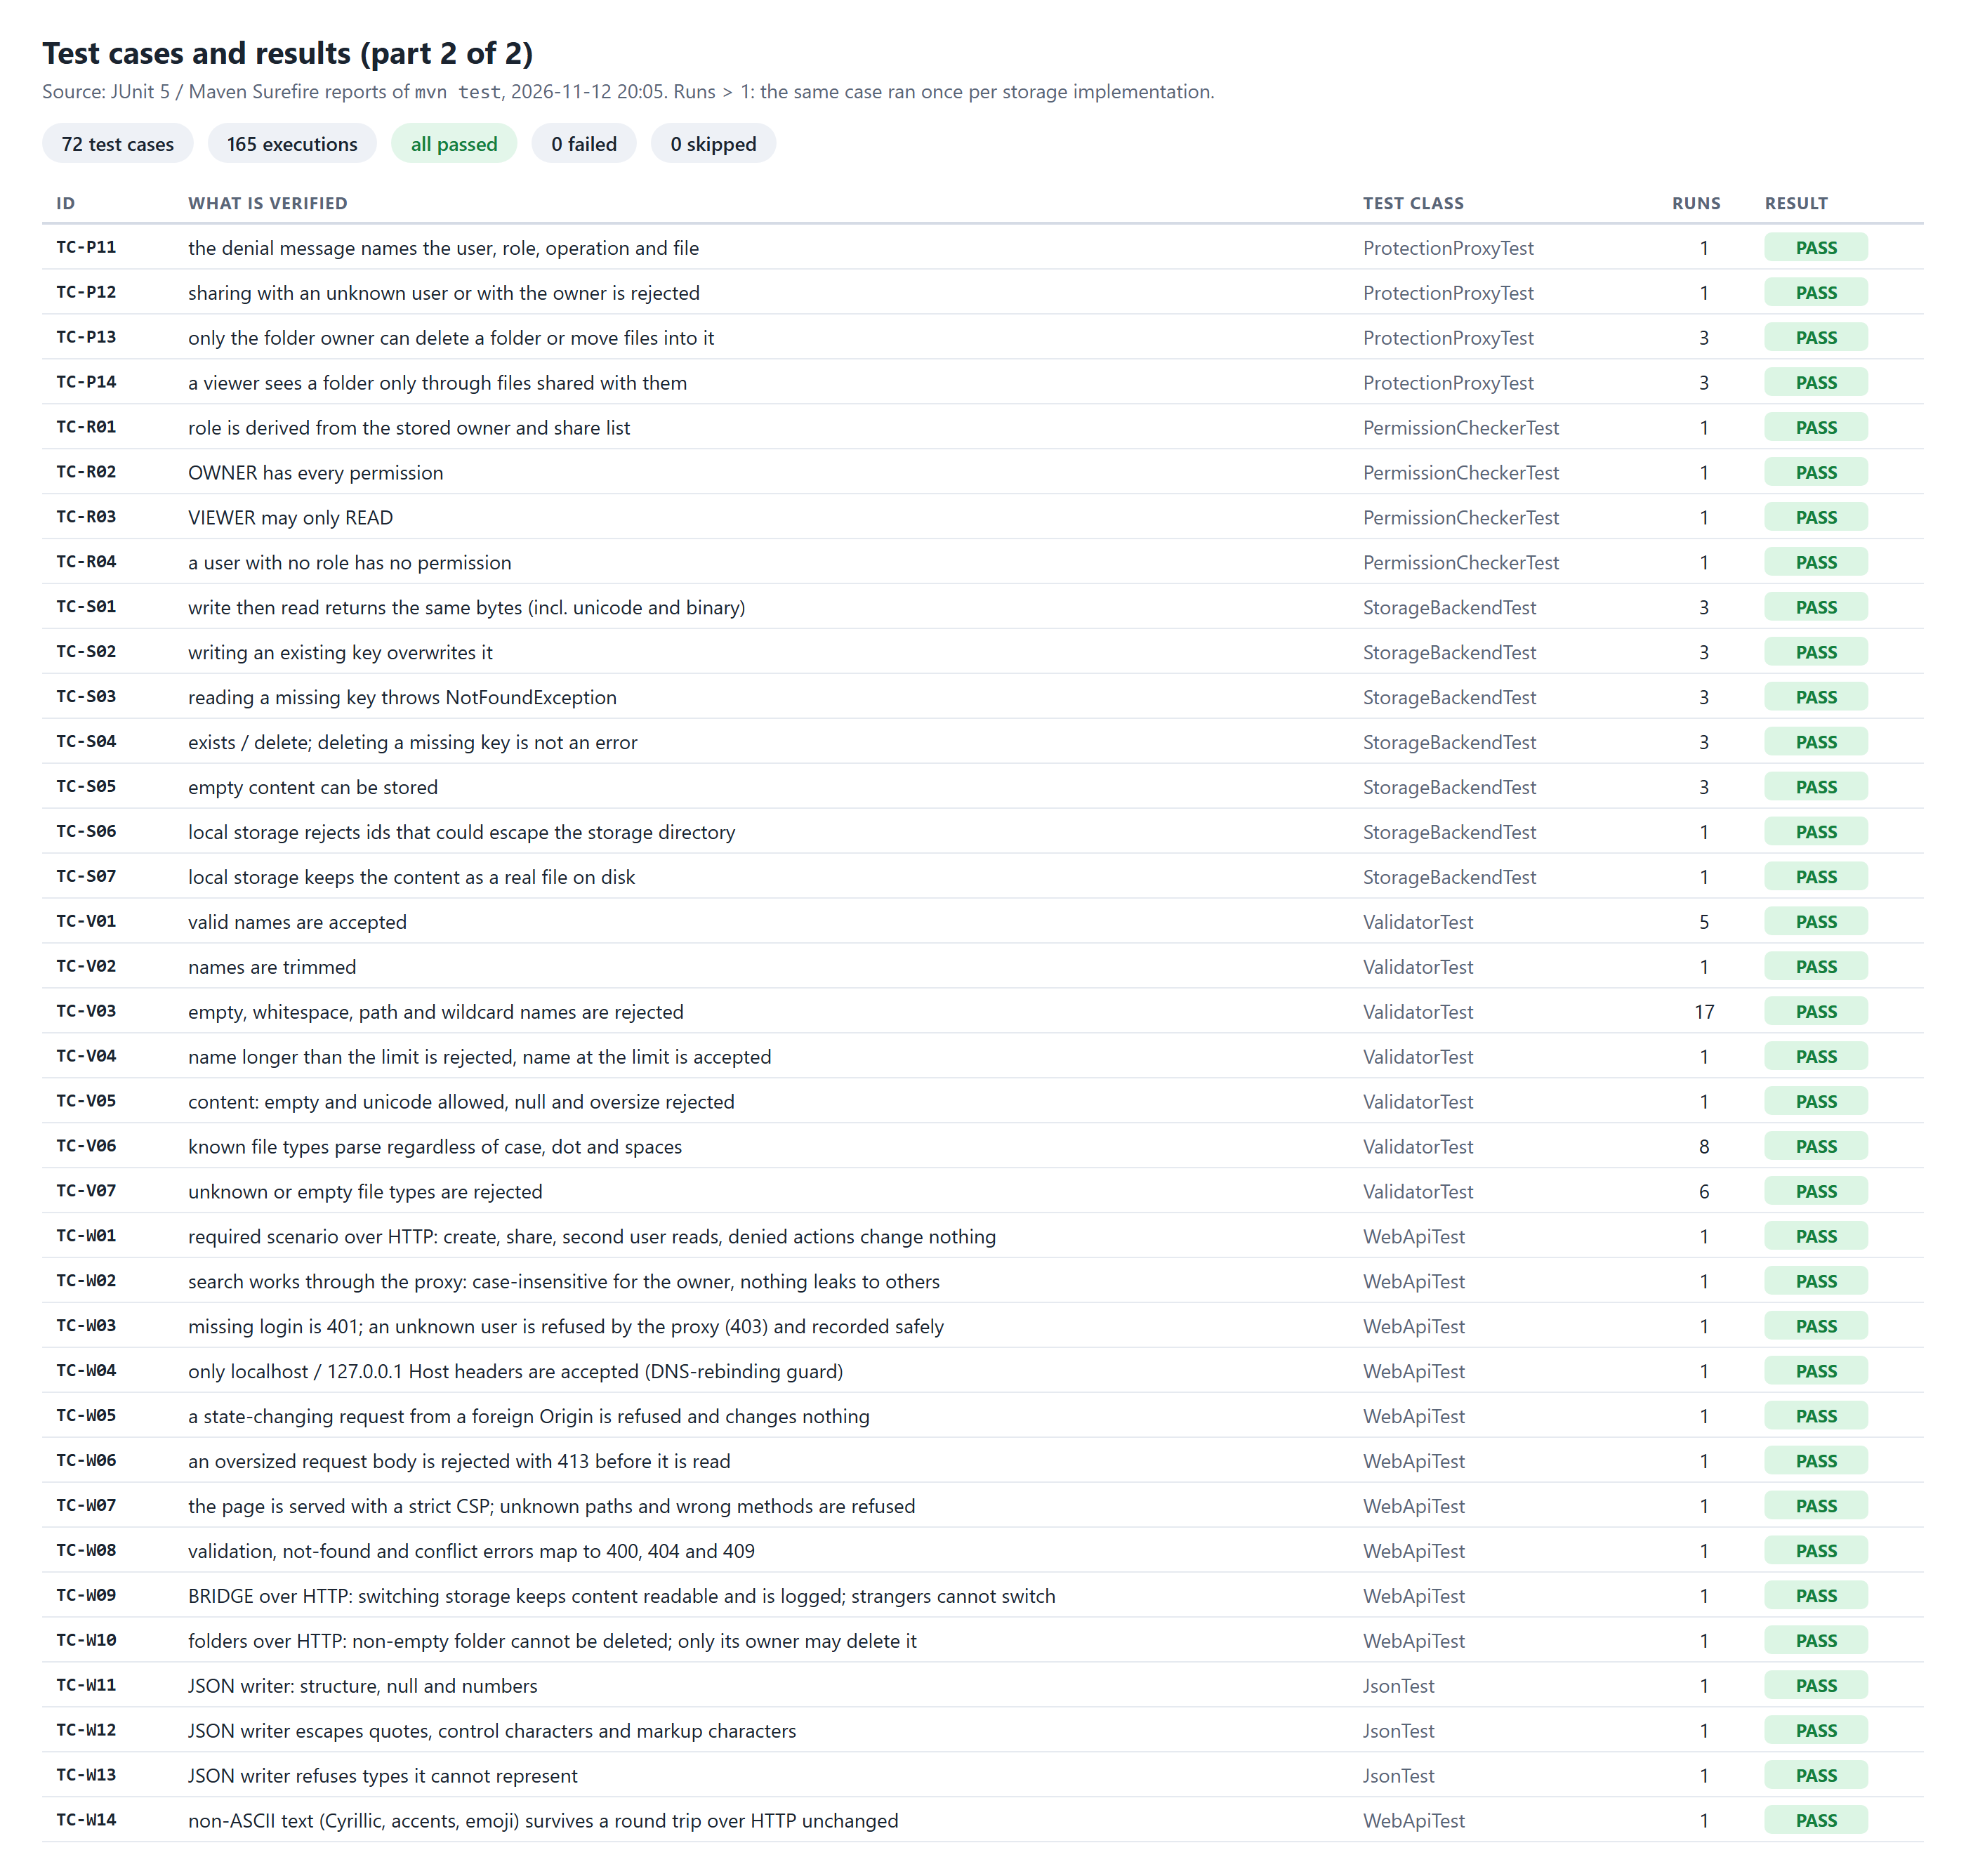 Test cases and results (part 2 of 2)
Source: JUnit 5 / Maven Surefire reports of mvn test, 2026-11-12 20:05. Runs > 1: the same case ran once per storage implementation.
72 test cases 165 executions all passed 0 failed 0 skipped
ID WHAT IS VERIFIED TEST CLASS RUNS RESULT
TC-P11 the denial message names the user, role, operation and file ProtectionProxyTest 1 PASS
TC-P12 sharing with an unknown user or with the owner is rejected ProtectionProxyTest 1 PASS
TC-P13 only the folder owner can delete a folder or move files into it ProtectionProxyTest 3 PASS
TC-P14 a viewer sees a folder only through files shared with them ProtectionProxyTest 3 PASS
TC-R01 role is derived from the stored owner and share list PermissionCheckerTest 1 PASS
TC-R02 OWNER has every permission PermissionCheckerTest 1 PASS
TC-R03 VIEWER may only READ PermissionCheckerTest 1 PASS
TC-R04 a user with no role has no permission PermissionCheckerTest 1 PASS
TC-S01 write then read returns the same bytes (incl. unicode and binary) StorageBackendTest 3 PASS
TC-S02 writing an existing key overwrites it StorageBackendTest 3 PASS
TC-S03 reading a missing key throws NotFoundException StorageBackendTest 3 PASS
TC-S04 exists / delete; deleting a missing key is not an error StorageBackendTest 3 PASS
TC-S05 empty content can be stored StorageBackendTest 3 PASS
TC-S06 local storage rejects ids that could escape the storage directory StorageBackendTest 1 PASS
TC-S07 local storage keeps the content as a real file on disk StorageBackendTest 1 PASS
TC-V01 valid names are accepted ValidatorTest 5 PASS
TC-V02 names are trimmed ValidatorTest 1 PASS
TC-V03 empty, whitespace, path and wildcard names are rejected ValidatorTest 17 PASS
TC-V04 name longer than the limit is rejected, name at the limit is accepted ValidatorTest 1 PASS
TC-V05 content: empty and unicode allowed, null and oversize rejected ValidatorTest 1 PASS
TC-V06 known file types parse regardless of case, dot and spaces ValidatorTest 8 PASS
TC-V07 unknown or empty file types are rejected ValidatorTest 6 PASS
TC-W01 required scenario over HTTP: create, share, second user reads, denied actions change nothing WebApiTest 1 PASS
TC-W02 search works through the proxy: case-insensitive for the owner, nothing leaks to others WebApiTest 1 PASS
TC-W03 missing login is 401; an unknown user is refused by the proxy (403) and recorded safely WebApiTest 1 PASS
TC-W04 only localhost / 127.0.0.1 Host headers are accepted (DNS-rebinding guard) WebApiTest 1 PASS
TC-W05 a state-changing request from a foreign Origin is refused and changes nothing WebApiTest 1 PASS
TC-W06 an oversized request body is rejected with 413 before it is read WebApiTest 1 PASS
TC-W07 the page is served with a strict CSP; unknown paths and wrong methods are refused WebApiTest 1 PASS
TC-W08 validation, not-found and conflict errors map to 400, 404 and 409 WebApiTest 1 PASS
TC-W09 BRIDGE over HTTP: switching storage keeps content readable and is logged; strangers cannot switch WebApiTest 1 PASS
TC-W10 folders over HTTP: non-empty folder cannot be deleted; only its owner may delete it WebApiTest 1 PASS
TC-W11 JSON writer: structure, null and numbers JsonTest 1 PASS
TC-W12 JSON writer escapes quotes, control characters and markup characters JsonTest 1 PASS
TC-W13 JSON writer refuses types it cannot represent JsonTest 1 PASS
TC-W14 non-ASCII text (Cyrillic, accents, emoji) survives a round trip over HTTP unchanged WebApiTest 1 PASS